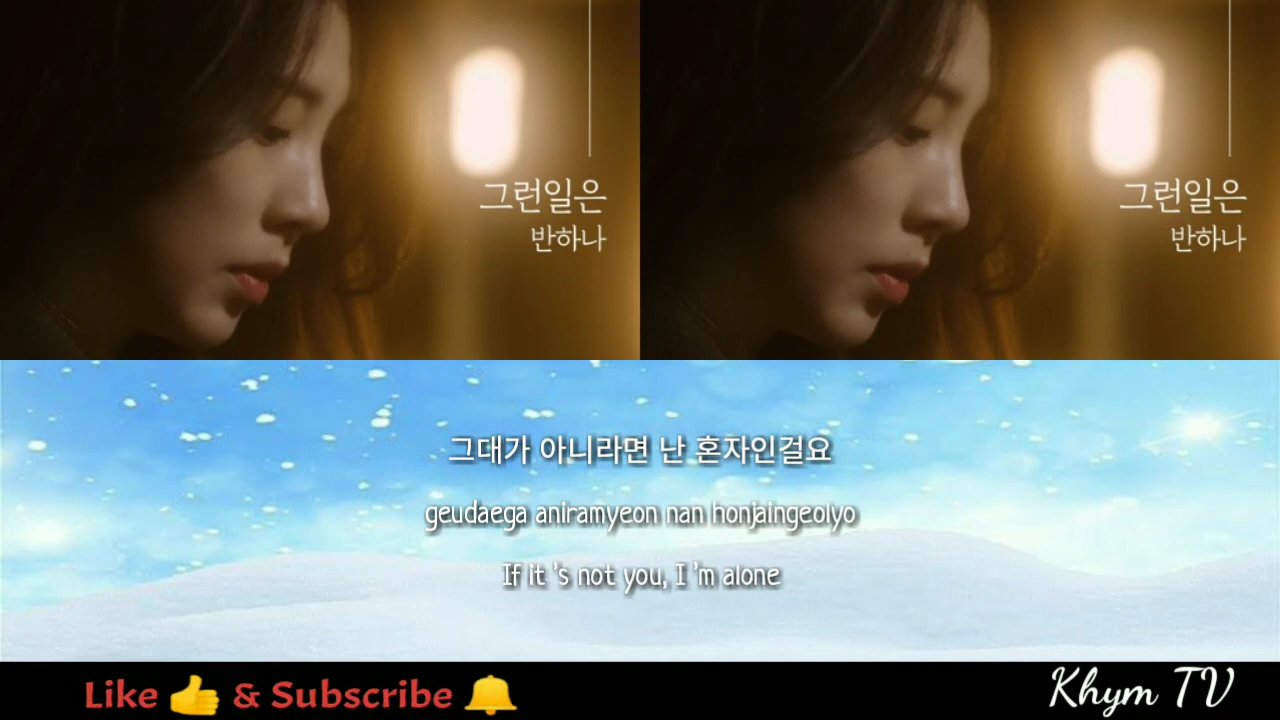 그런일은
반하나
그런일은
반하나
그대가 아니라면 난 혼자인걸요
geudaega aniramyeon nan honjaingeolyo
If it 's not you, I 'm alone
Like 👍 & Subscribe 🔔
Khym TV